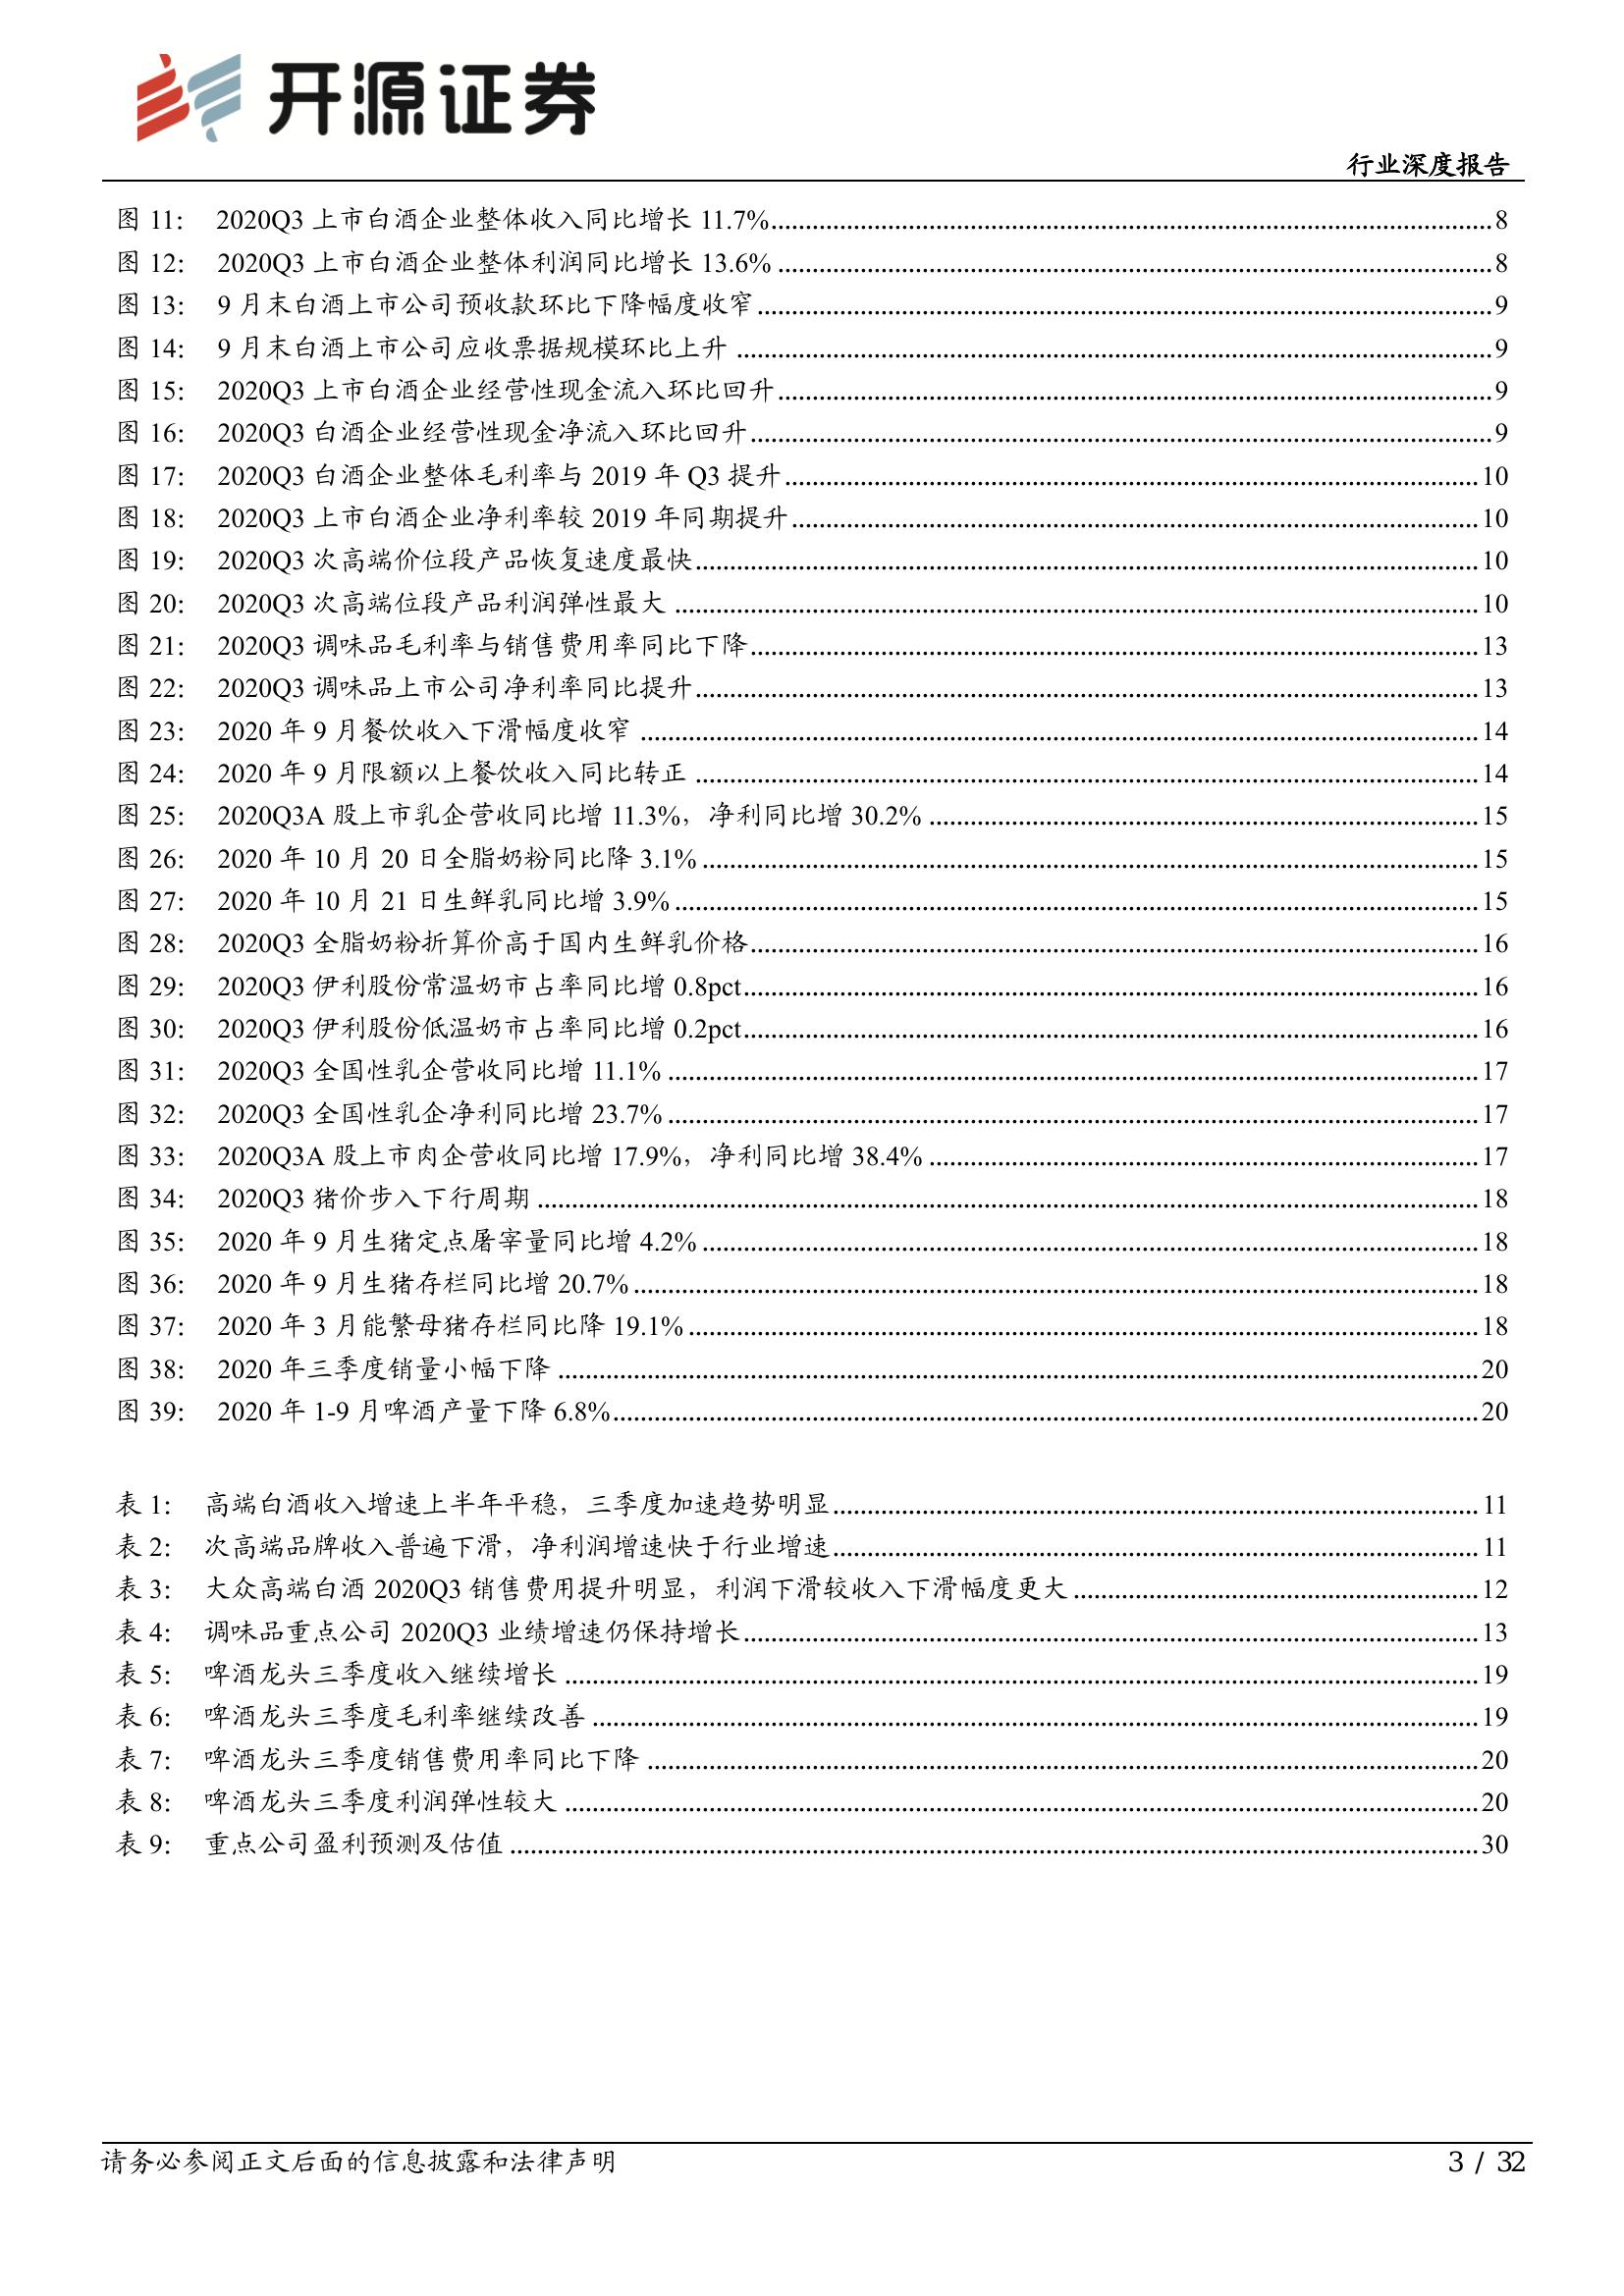 开源证券
行业深度报告
图 11： 2020Q3 上市白酒企业整体收入同比增长 11.7%........8
图 12： 2020Q3 上市白酒企业整体利润同比增长 13.6%........8
图 13： 9 月末白酒上市公司预收款环比下降幅度收窄........9
图 14： 9 月末白酒上市公司应收票据规模环比上升........9
图 15： 2020Q3 上市白酒企业经营性现金流入环比回升........9
图 16： 2020Q3 白酒企业经营性现金净流入环比回升........9
图 17： 2020Q3 白酒企业整体毛利率与 2019 年 Q3 提升........10
图 18： 2020Q3 上市白酒企业净利率较 2019 年同期提升........10
图 19： 2020Q3 次高端价位段产品恢复速度最快........10
图 20： 2020Q3 次高端位段产品利润弹性最大........10
图 21： 2020Q3 调味品毛利率与销售费用率同比下降........13
图 22： 2020Q3 调味品上市公司净利率同比提升........13
图 23： 2020 年 9 月餐饮收入下滑幅度收窄........14
图 24： 2020 年 9 月限额以上餐饮收入同比转正........14
图 25： 2020Q3A 股上市乳企营收同比增 11.3%，净利同比增 30.2%........15
图 26： 2020 年 10 月 20 日全脂奶粉同比降 3.1%........15
图 27： 2020 年 10 月 21 日生鲜乳同比增 3.9%........15
图 28： 2020Q3 全脂奶粉折算价高于国内生鲜乳价格........16
图 29： 2020Q3 伊利股份常温奶市占率同比增 0.8pct........16
图 30： 2020Q3 伊利股份低温奶市占率同比增 0.2pct........16
图 31： 2020Q3 全国性乳企营收同比增 11.1%........17
图 32： 2020Q3 全国性乳企净利同比增 23.7%........17
图 33： 2020Q3A 股上市肉企营收同比增 17.9%，净利同比增 38.4%........17
图 34： 2020Q3 猪价步入下行周期........18
图 35： 2020 年 9 月生猪定点屠宰量同比增 4.2%........18
图 36： 2020 年 9 月生猪存栏同比增 20.7%........18
图 37： 2020 年 3 月能繁母猪存栏同比降 19.1%........18
图 38： 2020 年三季度销量小幅下降........20
图 39： 2020 年 1-9 月啤酒产量下降 6.8%........20
表 1： 高端白酒收入增速上半年平稳，三季度加速趋势明显........11
表 2： 次高端品牌收入普遍下滑，净利润增速快于行业增速........11
表 3： 大众高端白酒 2020Q3 销售费用提升明显，利润下滑较收入下滑幅度更大........12
表 4： 调味品重点公司 2020Q3 业绩增速仍保持增长........13
表 5： 啤酒龙头三季度收入继续增长........19
表 6： 啤酒龙头三季度毛利率继续改善........19
表 7： 啤酒龙头三季度销售费用率同比下降........20
表 8： 啤酒龙头三季度利润弹性较大........20
表 9： 重点公司盈利预测及估值........30
请务必参阅正文后面的信息披露和法律声明
3 / 32